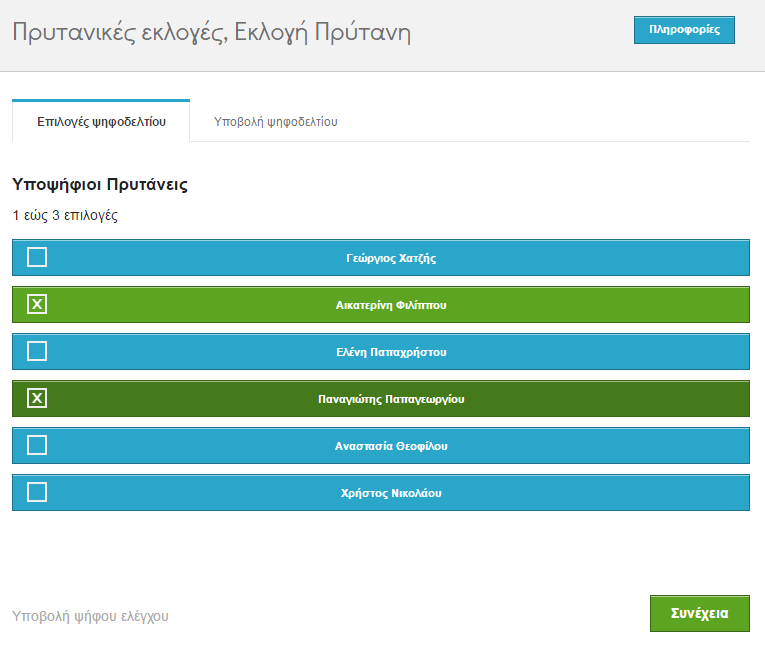 Πρυτανικές εκλογές, Εκλογή Πρύτανη
Πληροφορίες
Επιλογές ψηφοδελτίου
Υποβολή ψηφοδελτίου
Υποψήφιοι Πρυτάνεις
1 εώς 3 επιλογές
Γεώργιος Χατζής
X Αικατερίνη Φιλίππου
Ελένη Παπαχρήστου
X Παναγιώτης Παπαγεωργίου
Αναστασία Θεοφίλου
Χρήστος Νικολάου
Υποβολή ψήφου ελέγχου
Συνέχεια